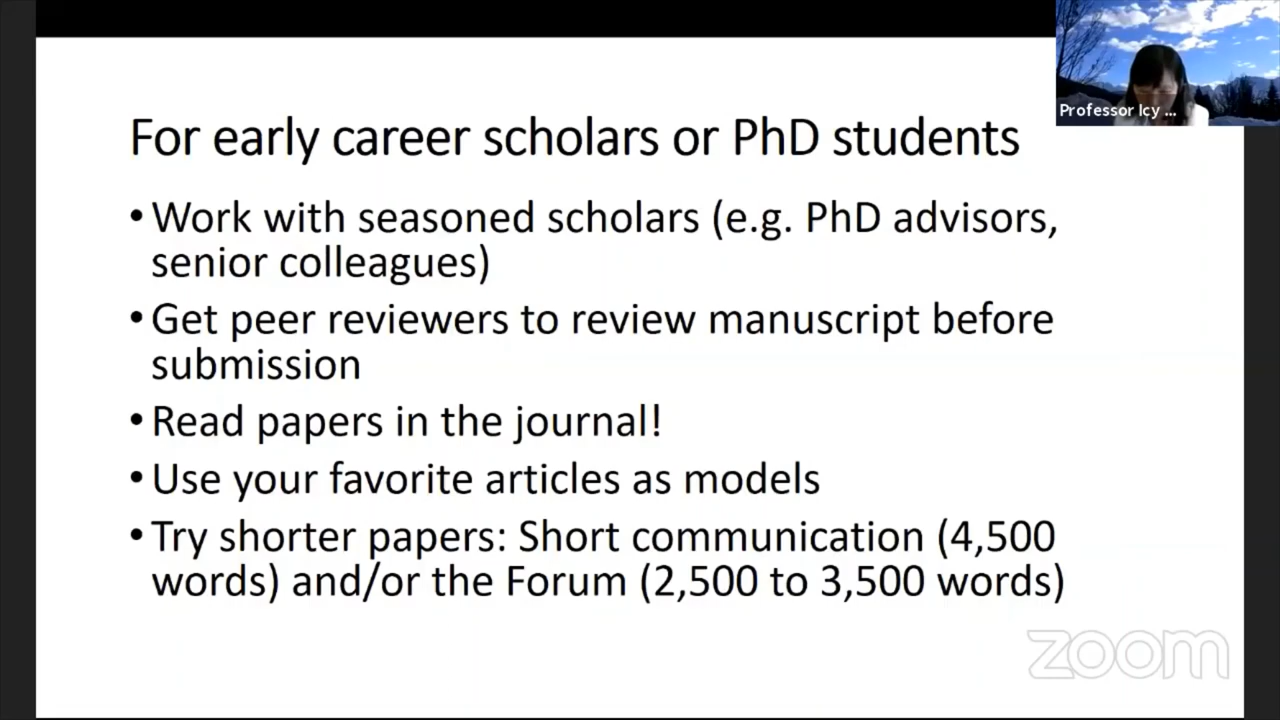 For early career scholars or PhD students
• Work with seasoned scholars (e.g. PhD advisors,
senior colleagues)
• Get peer reviewers to review manuscript before
submission
• Read papers in the journal!
• Use your favorite articles as models
• Try shorter papers: Short communication (4,500
words) and/or the Forum (2,500 to 3,500 words)
Professor Icy ...
zoom